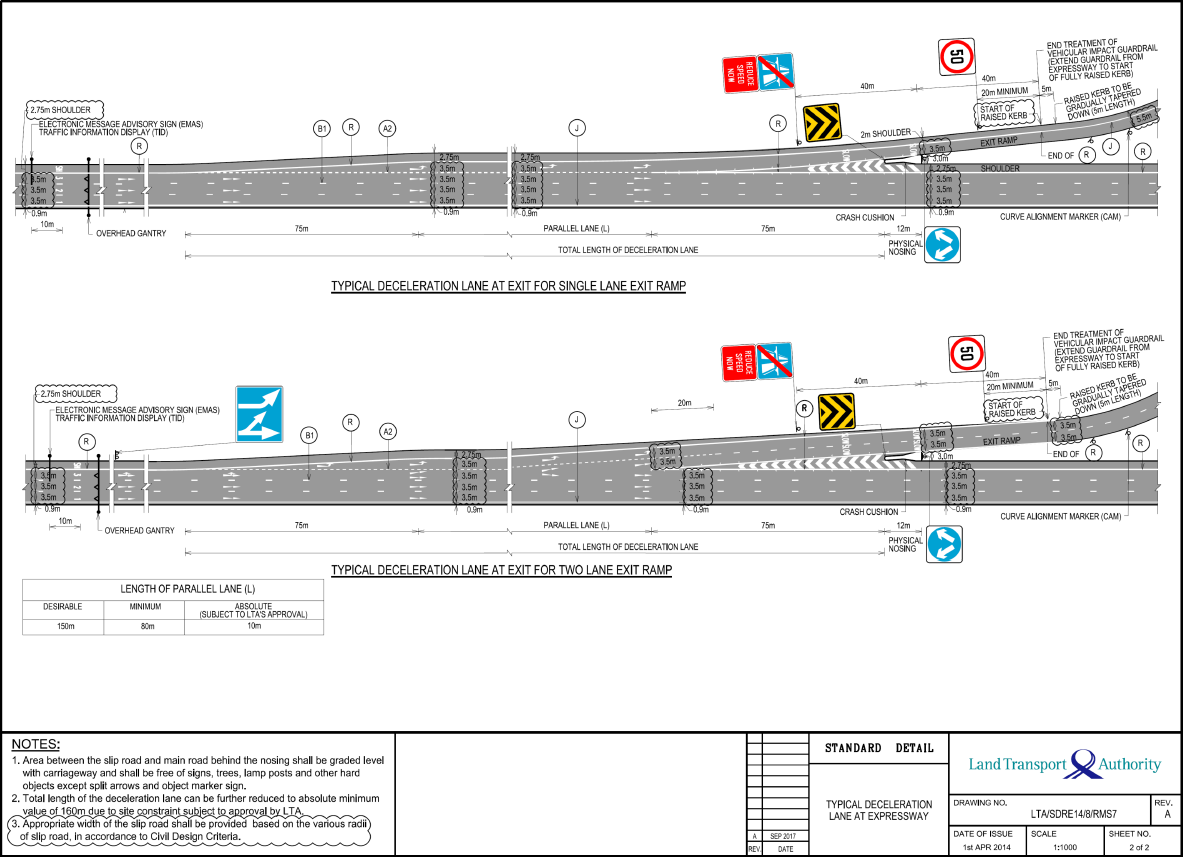 50
REDUCE
SPEED
NOW
END TREATMENT OF
VEHICULAR IMPACT GUARDRAIL
(EXTEND GUARDRAIL FROM
EXPRESSWAY TO START
OF FULLY RAISED KERB)
40m
40m
20m MINIMUM
5m
RAISED KERB TO BE
GRADUALLY TAPERED
DOWN (5m LENGTH)
START OF
RAISED KERB
2.75m SHOULDER
ELECTRONIC MESSAGE ADVISORY SIGN (EMAS)
TRAFFIC INFORMATION DISPLAY (TID)
R
B1
R
A2
J
R
2m SHOULDER
5.5m
EXIT RAMP
3.5m
3.0m
END OF
R
J
R
SHOULDER
3.5m
3.5m
3.5m
0.9m
2.75m
3.5m
3.5m
3.5m
3.5m
0.9m
2.75m
3.5m
3.5m
3.5m
3.5m
0.9m
2.75m
3.5m
3.5m
3.5m
0.9m
10m
OVERHEAD GANTRY
CRASH CUSHION
CURVE ALIGNMENT MARKER (CAM)
75m
PARALLEL LANE (L)
75m
12m
PHYSICAL
NOSING
TOTAL LENGTH OF DECELERATION LANE
TYPICAL DECELERATION LANE AT EXIT FOR SINGLE LANE EXIT RAMP
50
REDUCE
SPEED
NOW
END TREATMENT OF
VEHICULAR IMPACT GUARDRAIL
(EXTEND GUARDRAIL FROM
EXPRESSWAY TO START
OF FULLY RAISED KERB)
40m
40m
20m MINIMUM
5m
RAISED KERB TO BE
GRADUALLY TAPERED
DOWN (5m LENGTH)
START OF
RAISED KERB
2.75m SHOULDER
ELECTRONIC MESSAGE ADVISORY SIGN (EMAS)
TRAFFIC INFORMATION DISPLAY (TID)
20m
R
B1
R
A2
J
R
3.5m
3.5m
3.0m
EXIT RAMP
3.5m
3.5m
END OF
R
R
3.5m
3.5m
3.5m
0.9m
2.75m
3.5m
3.5m
3.5m
3.5m
0.9m
3.5m
3.5m
3.5m
3.5m
3.5m
0.9m
2.75m
3.5m
3.5m
3.5m
0.9m
10m
OVERHEAD GANTRY
CRASH CUSHION
CURVE ALIGNMENT MARKER (CAM)
75m
PARALLEL LANE (L)
75m
12m
PHYSICAL
NOSING
TOTAL LENGTH OF DECELERATION LANE
TYPICAL DECELERATION LANE AT EXIT FOR TWO LANE EXIT RAMP
LENGTH OF PARALLEL LANE (L)
DESIRABLE MINIMUM ABSOLUTE
(SUBJECT TO LTA'S APPROVAL)
150m 80m 10m
NOTES:
1. Area between the slip road and main road behind the nosing shall be graded level
with carriageway and shall be free of signs, trees, lamp posts and other hard
objects except split arrows and object marker sign.
2. Total length of the deceleration lane can be further reduced to absolute minimum
value of 160m due to site constraint subject to approval by LTA.
3. Appropriate width of the slip road shall be provided based on the various radii
of slip road, in accordance to Civil Design Criteria.
A SEP 2017
REV. DATE
STANDARD DETAIL
TYPICAL DECELERATION
LANE AT EXPRESSWAY
Land Transport Authority
DRAWING NO.
LTA/SDRE14/8/RMS7
REV.
A
DATE OF ISSUE
1st APR 2014
SCALE
1:1000
SHEET NO.
2 of 2